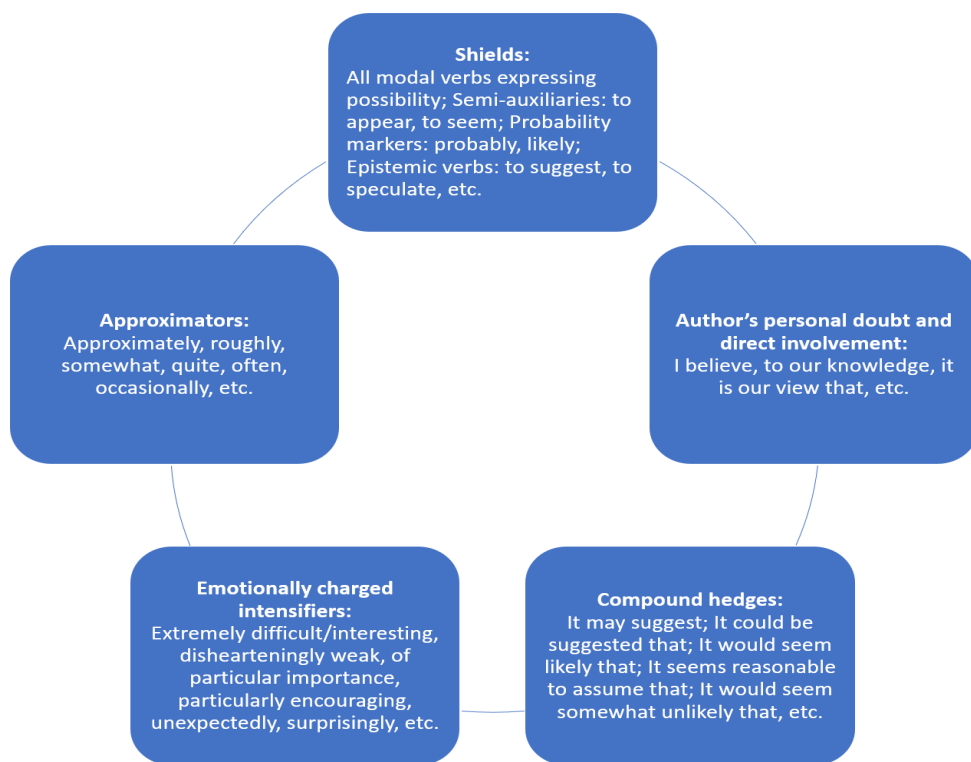 Shields:
All modal verbs expressing
possibility; Semi-auxiliaries: to
appear, to seem; Probability
markers: probably, likely;
Epistemic verbs: to suggest, to
speculate, etc.
Approximators:
Approximately, roughly,
somewhat, quite, often,
occasionally, etc.
Author’s personal doubt and
direct involvement:
I believe, to our knowledge, it
is our view that, etc.
Emotionally charged
intensifiers:
Extremely difficult/interesting,
dishearteningly weak, of
particular importance,
particularly encouraging,
unexpectedly, surprisingly, etc.
Compound hedges:
It may suggest; It could be
suggested that; It would seem
likely that; It seems reasonable
to assume that; It would seem
somewhat unlikely that, etc.